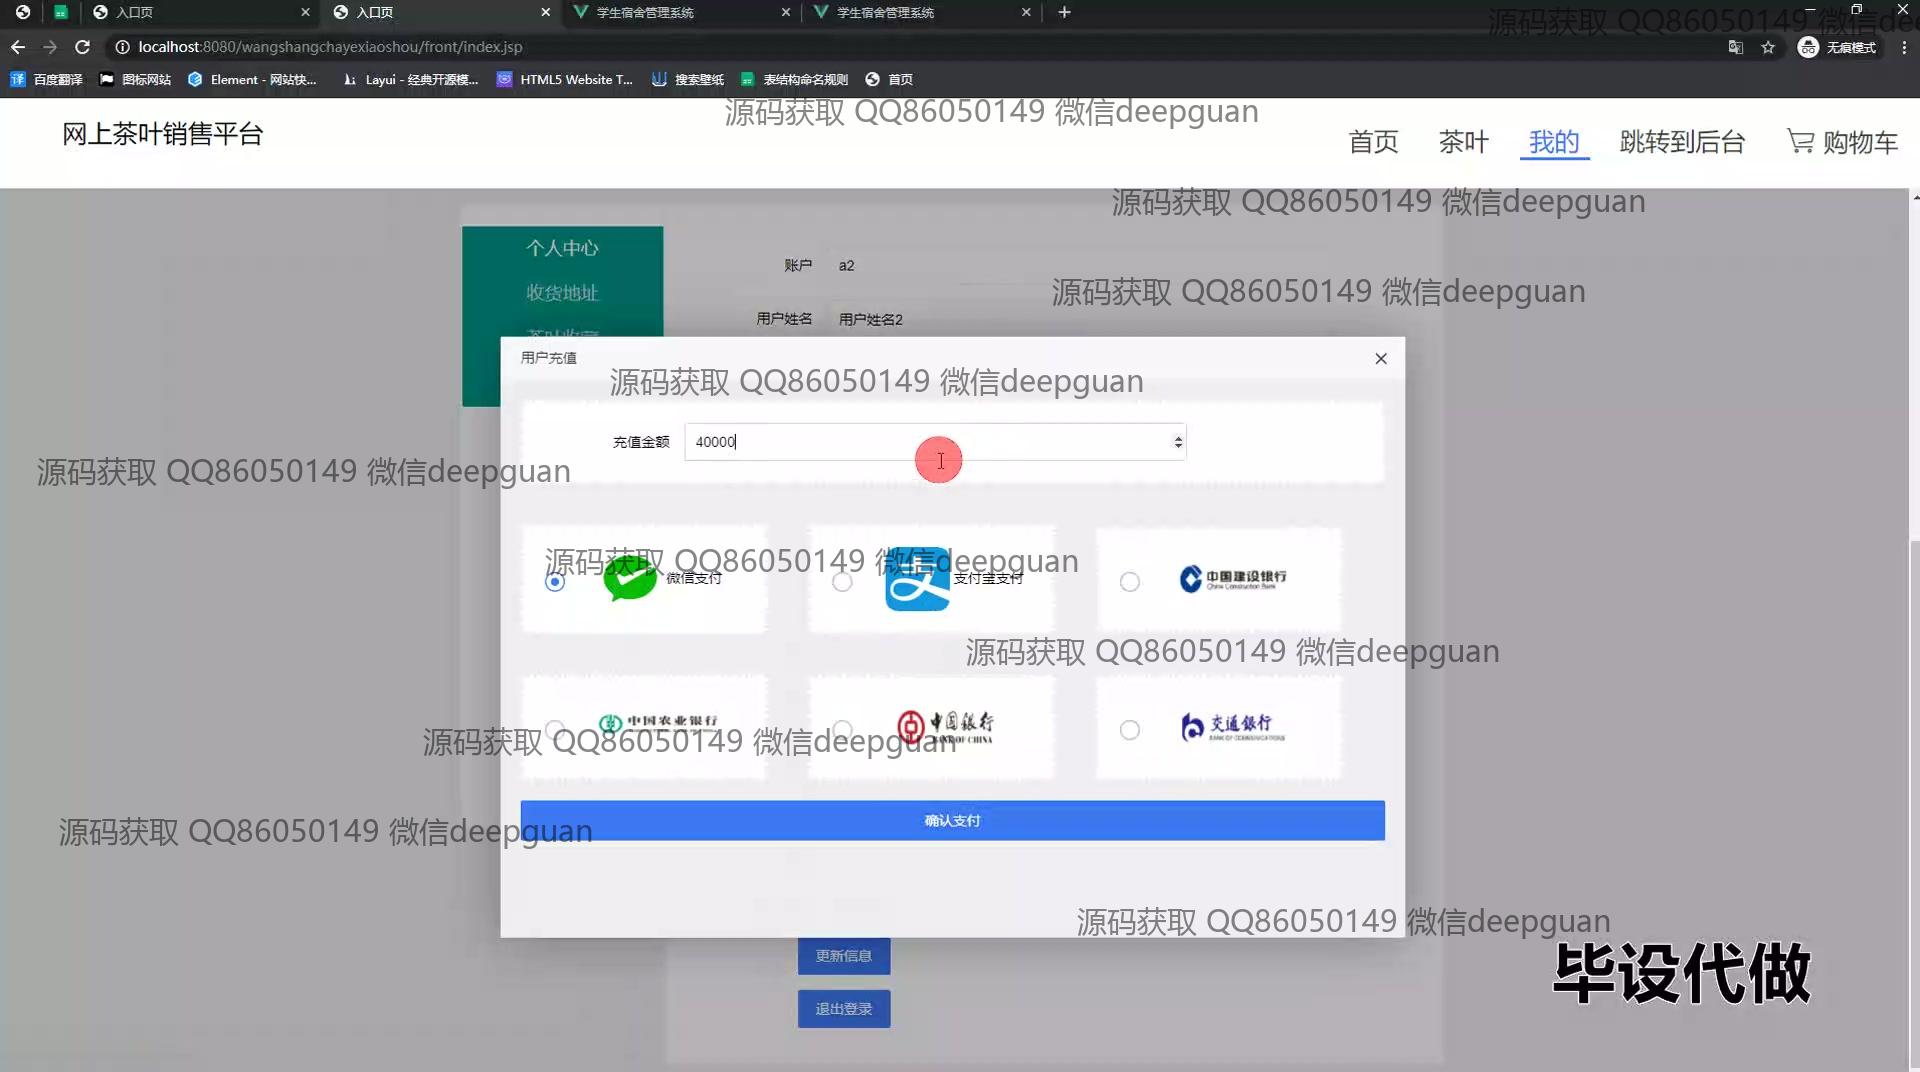 入口页
入口页
学生宿舍管理系统
学生宿舍管理系统
localhost:8080/wangshangchayexiaoshou/front/index.jsp
无痕模式
百度翻译
图标网站
Element - 网站快...
Layui - 经典开源模...
HTML5 Website T...
搜索壁纸
表结构命名规则
首页
源码获取 QQ86050149 微信dee
源码获取 QQ86050149 微信deepguan
网上茶叶销售平台
首页
茶叶
我的
跳转到后台
购物车
源码获取 QQ86050149 微信deepguan
个人中心
账户
a2
收货地址
源码获取 QQ86050149 微信deepguan
用户姓名
用户姓名2
茶叶收藏
用户充值
源码获取 QQ86050149 微信deepguan
充值金额
40000
源码获取 QQ86050149 微信deepguan
源码获取 QQ86050149 微信deepguan
微信支付
支付宝支付
中国建设银行
China Construction Bank
源码获取 QQ86050149 微信deepguan
中国农业银行
中国银行
BANK OF CHINA
交通银行
BANK OF COMMUNICATIONS
源码获取 QQ86050149 微信deepguan
确认支付
源码获取 QQ86050149 微信deepguan
源码获取 QQ86050149 微信deepguan
更新信息
毕设代做
退出登录